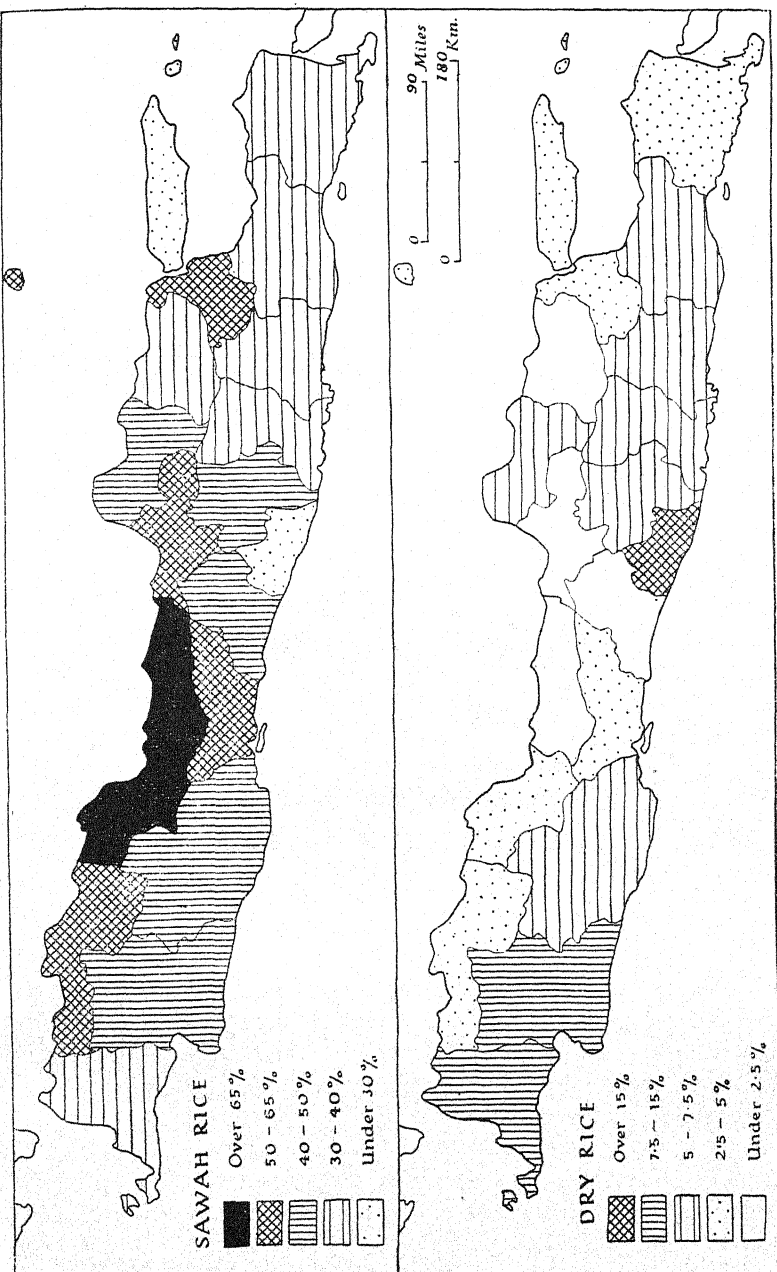 SAWAH RICE
Over 65%
50 - 65%
40 - 50%
30 - 40%
Under 30%
0 90 Miles
0 180 Km.
DRY RICE
Over 15%
7.5 - 15%
5 - 7.5%
2.5 - 5%
Under 2.5%